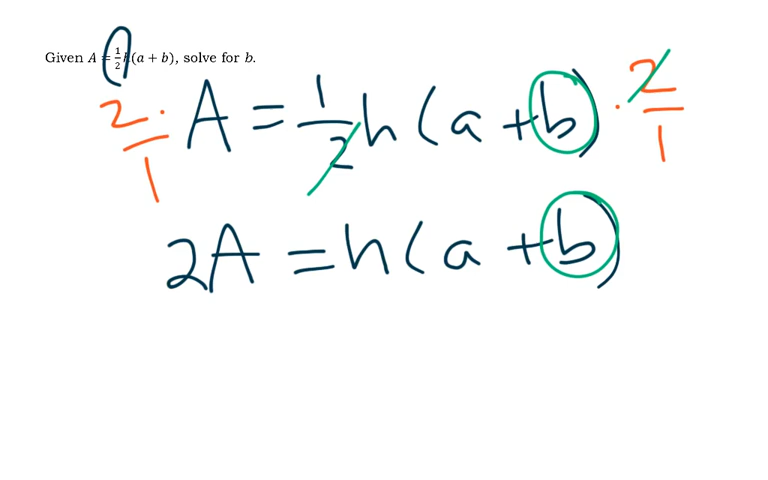 Given A = 1/2 h(a + b), solve for b.
2/1 · A = 1/2 h(a + b) · 2/1
2A = h(a + b)